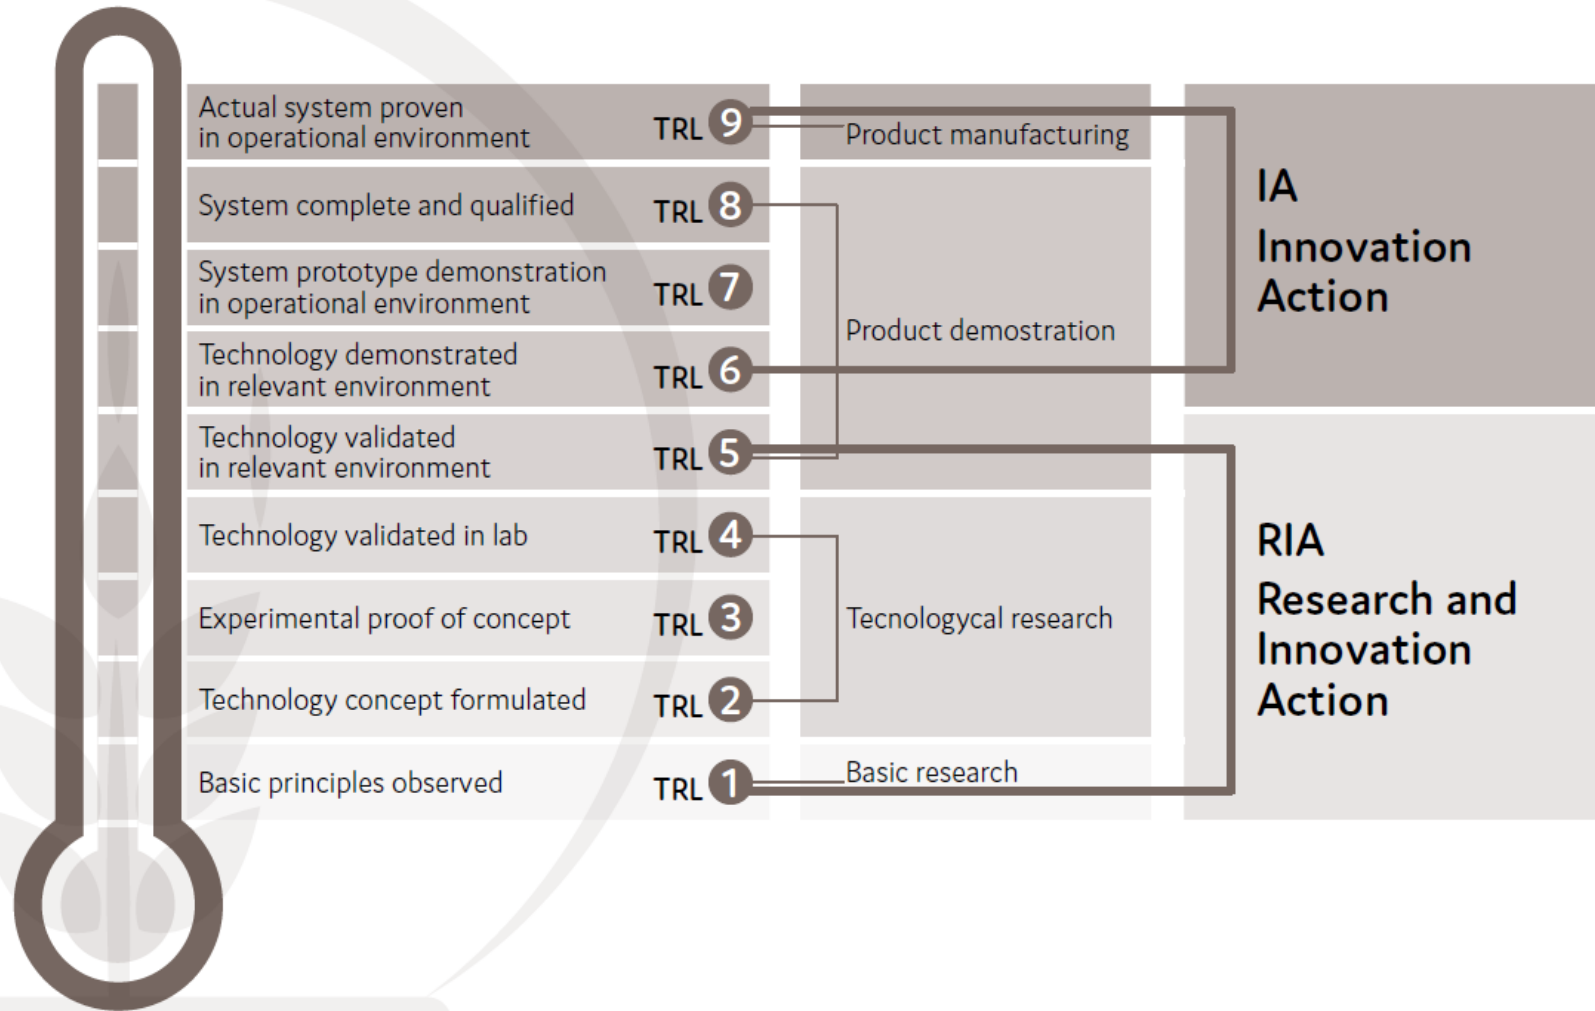 Actual system proven
in operational environment
TRL 9
Product manufacturing
System complete and qualified
TRL 8
System prototype demonstration
in operational environment
TRL 7
Technology demonstrated
in relevant environment
TRL 6
Product demostration
Technology validated
in relevant environment
TRL 5
Technology validated in lab
TRL 4
Experimental proof of concept
TRL 3
Tecnologycal research
Technology concept formulated
TRL 2
Basic principles observed
TRL 1
Basic research
IA
Innovation
Action
RIA
Research and
Innovation
Action